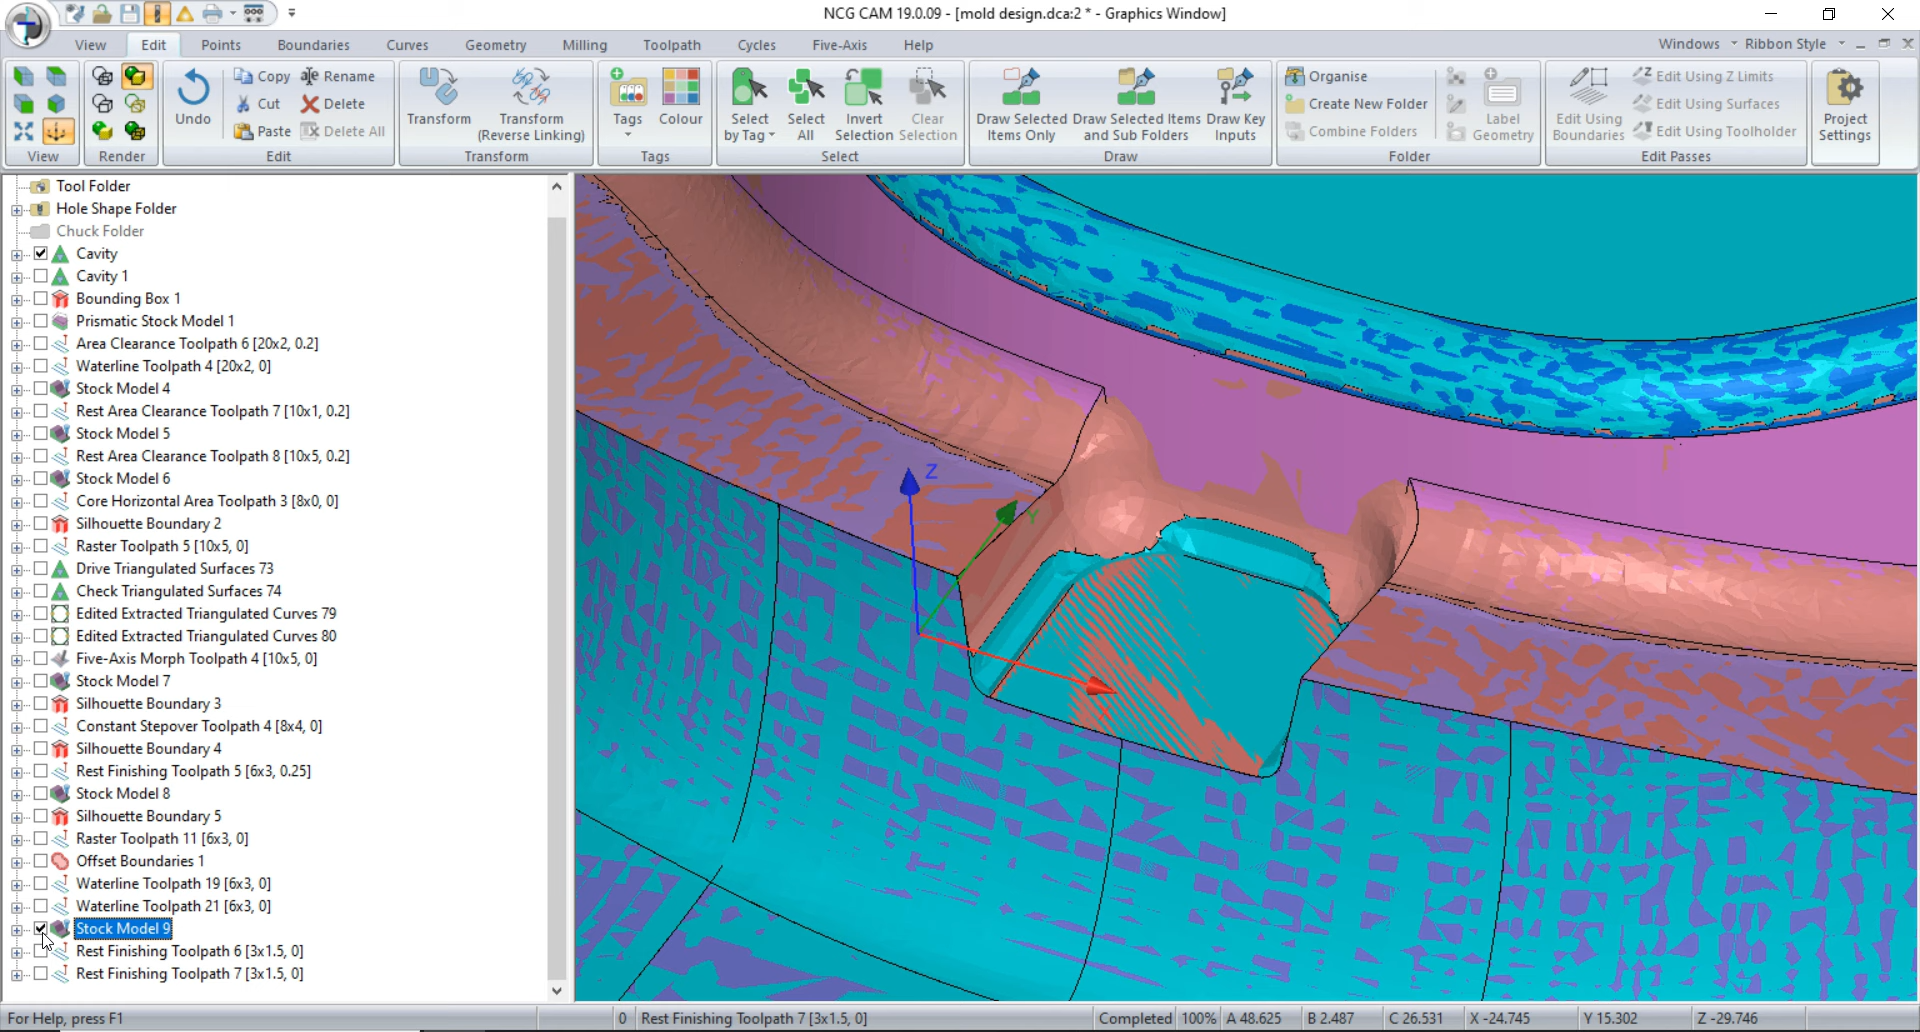 NCG CAM 19.0.09 - [mold design.dca:2 * - Graphics Window]
View Edit Points Boundaries Curves Geometry Milling Toolpath Cycles Five-Axis Help Windows Ribbon Style
Undo
Copy
Cut
Paste
Rename
Delete
Delete All
Transform
Transform
(Reverse Linking)
Tags
Colour
Select
by Tag
Select
All
Invert
Selection
Clear
Selection
Draw Selected
Items Only
Draw Selected Items
and Sub Folders
Draw Key
Inputs
Organise
Create New Folder
Combine Folders
Label
Geometry
Edit Using
Boundaries
Edit Using Z Limits
Edit Using Surfaces
Edit Using Toolholder
Project
Settings
View Render Edit Transform Tags Select Draw Folder Edit Passes
Tool Folder
Hole Shape Folder
Chuck Folder
Cavity
Cavity 1
Bounding Box 1
Prismatic Stock Model 1
Area Clearance Toolpath 6 [20x2, 0.2]
Waterline Toolpath 4 [20x2, 0]
Stock Model 4
Rest Area Clearance Toolpath 7 [10x1, 0.2]
Stock Model 5
Rest Area Clearance Toolpath 8 [10x5, 0.2]
Stock Model 6
Core Horizontal Area Toolpath 3 [8x0, 0]
Silhouette Boundary 2
Raster Toolpath 5 [10x5, 0]
Drive Triangulated Surfaces 73
Check Triangulated Surfaces 74
Edited Extracted Triangulated Curves 79
Edited Extracted Triangulated Curves 80
Five-Axis Morph Toolpath 4 [10x5, 0]
Stock Model 7
Silhouette Boundary 3
Constant Stepover Toolpath 4 [8x4, 0]
Silhouette Boundary 4
Rest Finishing Toolpath 5 [6x3, 0.25]
Stock Model 8
Silhouette Boundary 5
Raster Toolpath 11 [6x3, 0]
Offset Boundaries 1
Waterline Toolpath 19 [6x3, 0]
Waterline Toolpath 21 [6x3, 0]
Stock Model 9
Rest Finishing Toolpath 6 [3x1.5, 0]
Rest Finishing Toolpath 7 [3x1.5, 0]
Z
Y
X
For Help, press F1 0 Rest Finishing Toolpath 7 [3x1.5, 0] Completed 100% A 48.625 B 2.487 C 26.531 X -24.745 Y 15.302 Z -29.746